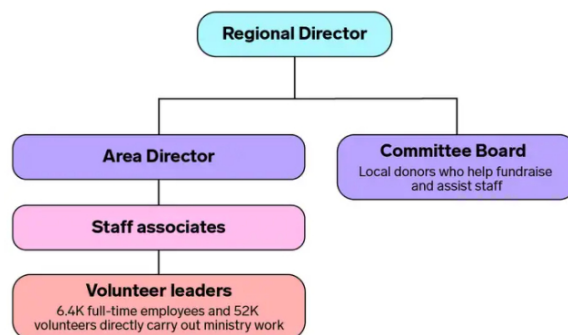 Regional Director
Area Director
Committee Board
Local donors who help fundraise
and assist staff
Staff associates
Volunteer leaders
6.4K full-time employees and 52K
volunteers directly carry out ministry work